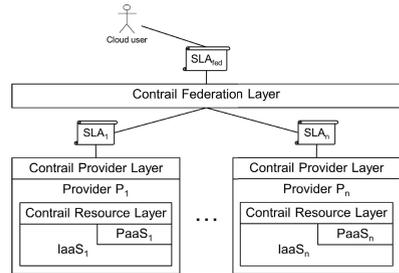 Cloud user
SLAfed
Contrail Federation Layer
SLA1 SLAn
Contrail Provider Layer Contrail Provider Layer
Provider P1 Provider Pn
Contrail Resource Layer ... Contrail Resource Layer
PaaS1 PaaSn
IaaS1 IaaSn